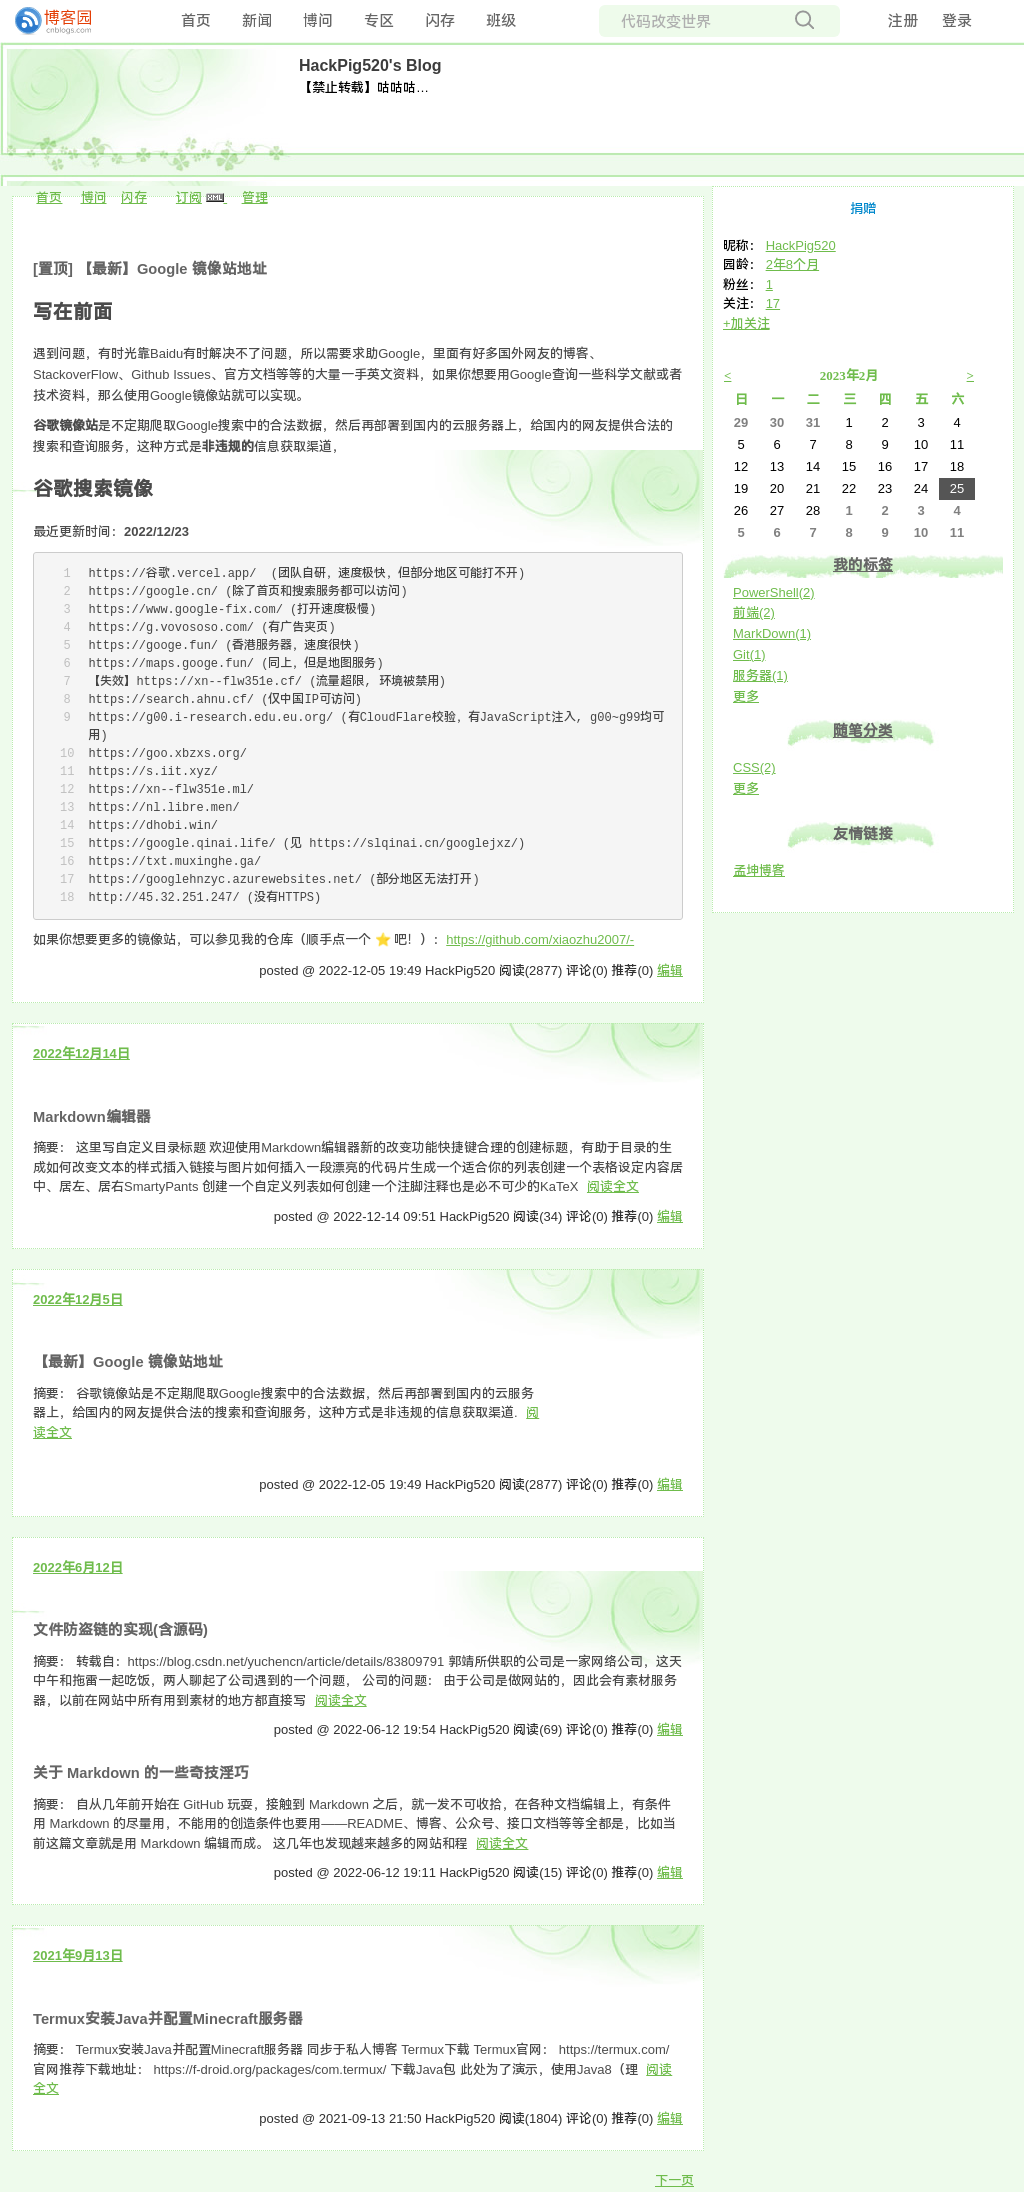 博客园
cnblogs.com
首页 新闻 博问 专区 闪存 班级 代码改变世界 注册 登录
HackPig520's Blog
【禁止转载】咕咕咕…
首页 博问 闪存 订阅 XML 管理
[置顶] 【最新】Google 镜像站地址
写在前面
遇到问题，有时光靠Baidu有时解决不了问题，所以需要求助Google，里面有好多国外网友的博客、
StackoverFlow、Github Issues、官方文档等等的大量一手英文资料，如果你想要用Google查询一些科学文献或者
技术资料，那么使用Google镜像站就可以实现。
谷歌镜像站是不定期爬取Google搜索中的合法数据，然后再部署到国内的云服务器上，给国内的网友提供合法的
搜索和查询服务，这种方式是非违规的信息获取渠道，
谷歌搜索镜像
最近更新时间：2022/12/23
1 https://谷歌.vercel.app/ (团队自研，速度极快，但部分地区可能打不开)
2 https://google.cn/ (除了首页和搜索服务都可以访问)
3 https://www.google-fix.com/ (打开速度极慢)
4 https://g.vovososo.com/ (有广告夹页)
5 https://googe.fun/ (香港服务器，速度很快)
6 https://maps.googe.fun/ (同上，但是地图服务)
7 【失效】https://xn--flw351e.cf/ (流量超限, 环境被禁用)
8 https://search.ahnu.cf/ (仅中国IP可访问)
9 https://g00.i-research.edu.eu.org/ (有CloudFlare校验，有JavaScript注入, g00~g99均可
用)
10 https://goo.xbzxs.org/
11 https://s.iit.xyz/
12 https://xn--flw351e.ml/
13 https://nl.libre.men/
14 https://dhobi.win/
15 https://google.qinai.life/ (见 https://slqinai.cn/googlejxz/)
16 https://txt.muxinghe.ga/
17 https://googlehnzyc.azurewebsites.net/ (部分地区无法打开)
18 http://45.32.251.247/ (没有HTTPS)
如果你想要更多的镜像站，可以参见我的仓库（顺手点一个 ⭐ 吧！）：https://github.com/xiaozhu2007/-
posted @ 2022-12-05 19:49 HackPig520 阅读(2877) 评论(0) 推荐(0) 编辑
2022年12月14日
Markdown编辑器
摘要： 这里写自定义目录标题 欢迎使用Markdown编辑器新的改变功能快捷键合理的创建标题，有助于目录的生
成如何改变文本的样式插入链接与图片如何插入一段漂亮的代码片生成一个适合你的列表创建一个表格设定内容居
中、居左、居右SmartyPants 创建一个自定义列表如何创建一个注脚注释也是必不可少的KaTeX 阅读全文
posted @ 2022-12-14 09:51 HackPig520 阅读(34) 评论(0) 推荐(0) 编辑
2022年12月5日
【最新】Google 镜像站地址
摘要： 谷歌镜像站是不定期爬取Google搜索中的合法数据，然后再部署到国内的云服务
器上，给国内的网友提供合法的搜索和查询服务，这种方式是非违规的信息获取渠道. 阅
读全文
posted @ 2022-12-05 19:49 HackPig520 阅读(2877) 评论(0) 推荐(0) 编辑
2022年6月12日
文件防盗链的实现(含源码)
摘要： 转载自：https://blog.csdn.net/yuchencn/article/details/83809791 郭靖所供职的公司是一家网络公司，这天
中午和拖雷一起吃饭，两人聊起了公司遇到的一个问题， 公司的问题： 由于公司是做网站的，因此会有素材服务
器，以前在网站中所有用到素材的地方都直接写 阅读全文
posted @ 2022-06-12 19:54 HackPig520 阅读(69) 评论(0) 推荐(0) 编辑
关于 Markdown 的一些奇技淫巧
摘要： 自从几年前开始在 GitHub 玩耍，接触到 Markdown 之后，就一发不可收拾，在各种文档编辑上，有条件
用 Markdown 的尽量用，不能用的创造条件也要用——README、博客、公众号、接口文档等等全都是，比如当
前这篇文章就是用 Markdown 编辑而成。 这几年也发现越来越多的网站和程 阅读全文
posted @ 2022-06-12 19:11 HackPig520 阅读(15) 评论(0) 推荐(0) 编辑
2021年9月13日
Termux安装Java并配置Minecraft服务器
摘要： Termux安装Java并配置Minecraft服务器 同步于私人博客 Termux下载 Termux官网： https://termux.com/
官网推荐下载地址： https://f-droid.org/packages/com.termux/ 下载Java包 此处为了演示，使用Java8（理 阅读
全文
posted @ 2021-09-13 21:50 HackPig520 阅读(1804) 评论(0) 推荐(0) 编辑
下一页
捐赠
昵称： HackPig520
园龄： 2年8个月
粉丝： 1
关注： 17
+加关注
< 2023年2月 >
日 一 二 三 四 五 六
29 30 31 1 2 3 4
5 6 7 8 9 10 11
12 13 14 15 16 17 18
19 20 21 22 23 24 25
26 27 28 1 2 3 4
5 6 7 8 9 10 11
我的标签
PowerShell(2)
前端(2)
MarkDown(1)
Git(1)
服务器(1)
更多
随笔分类
CSS(2)
更多
友情链接
孟坤博客